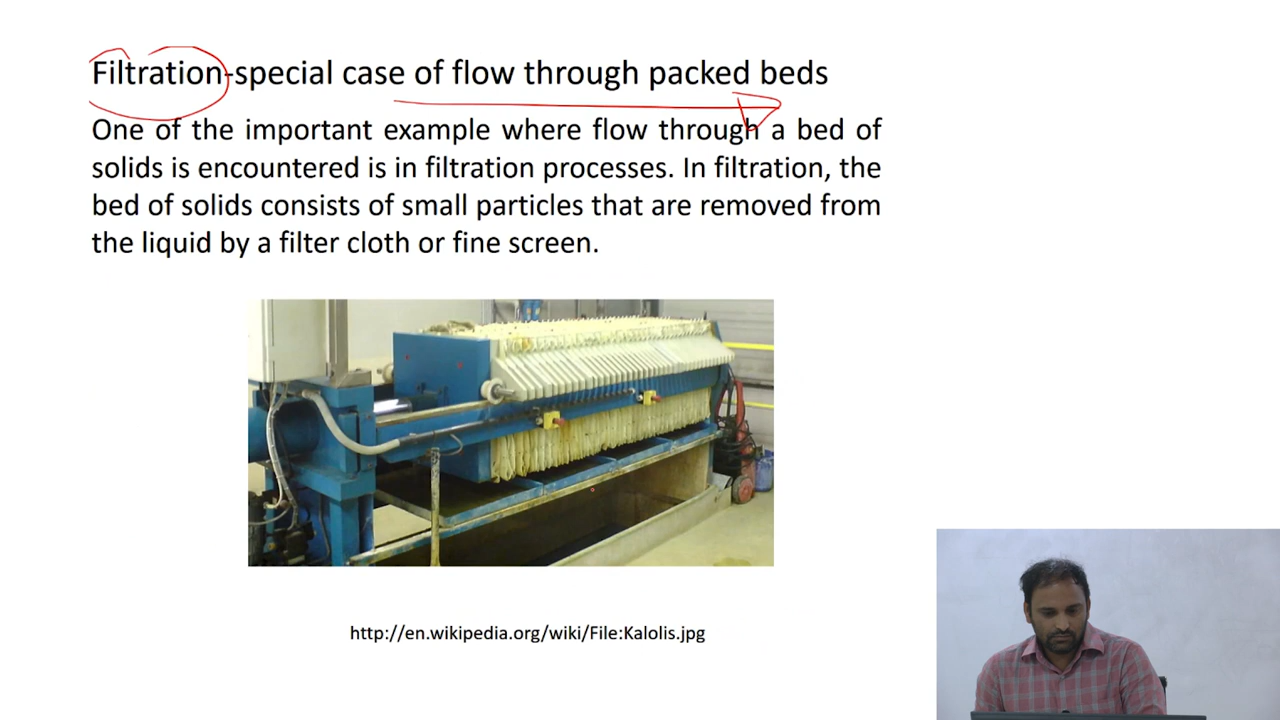 Filtration-special case of flow through packed beds
One of the important example where flow through a bed of
solids is encountered is in filtration processes. In filtration, the
bed of solids consists of small particles that are removed from
the liquid by a filter cloth or fine screen.
http://en.wikipedia.org/wiki/File:Kalolis.jpg